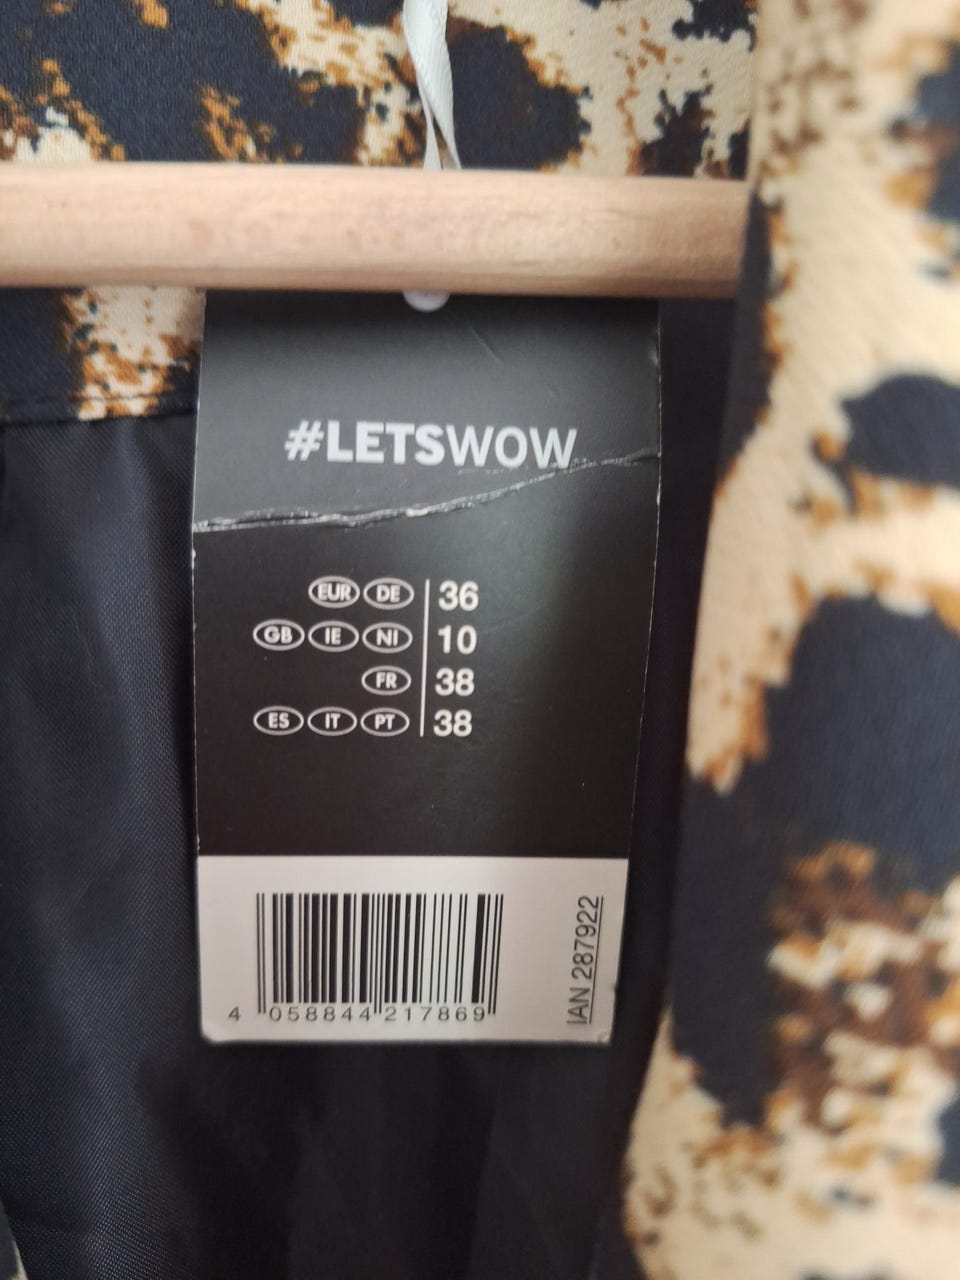 #LETSWOW
EUR DE 36
GB IE NI 10
FR 38
ES IT PT 38
4 058844 217869
IAN 287922